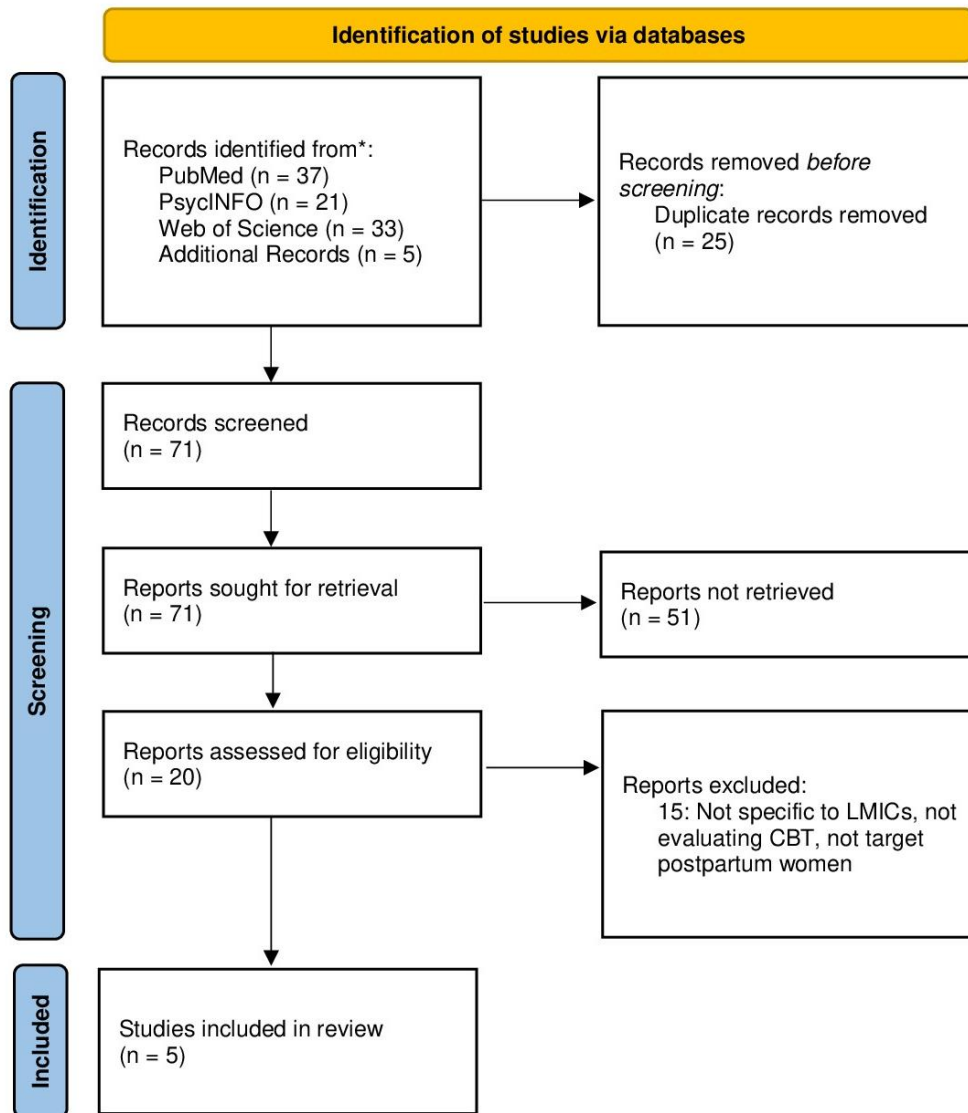 Identification of studies via databases
Identification
Records identified from*:
PubMed (n = 37)
PsycINFO (n = 21)
Web of Science (n = 33)
Additional Records (n = 5)
Records removed before
screening:
Duplicate records removed
(n = 25)
Screening
Records screened
(n = 71)
Reports sought for retrieval
(n = 71)
Reports not retrieved
(n = 51)
Reports assessed for eligibility
(n = 20)
Reports excluded:
15: Not specific to LMICs, not
evaluating CBT, not target
postpartum women
Included
Studies included in review
(n = 5)